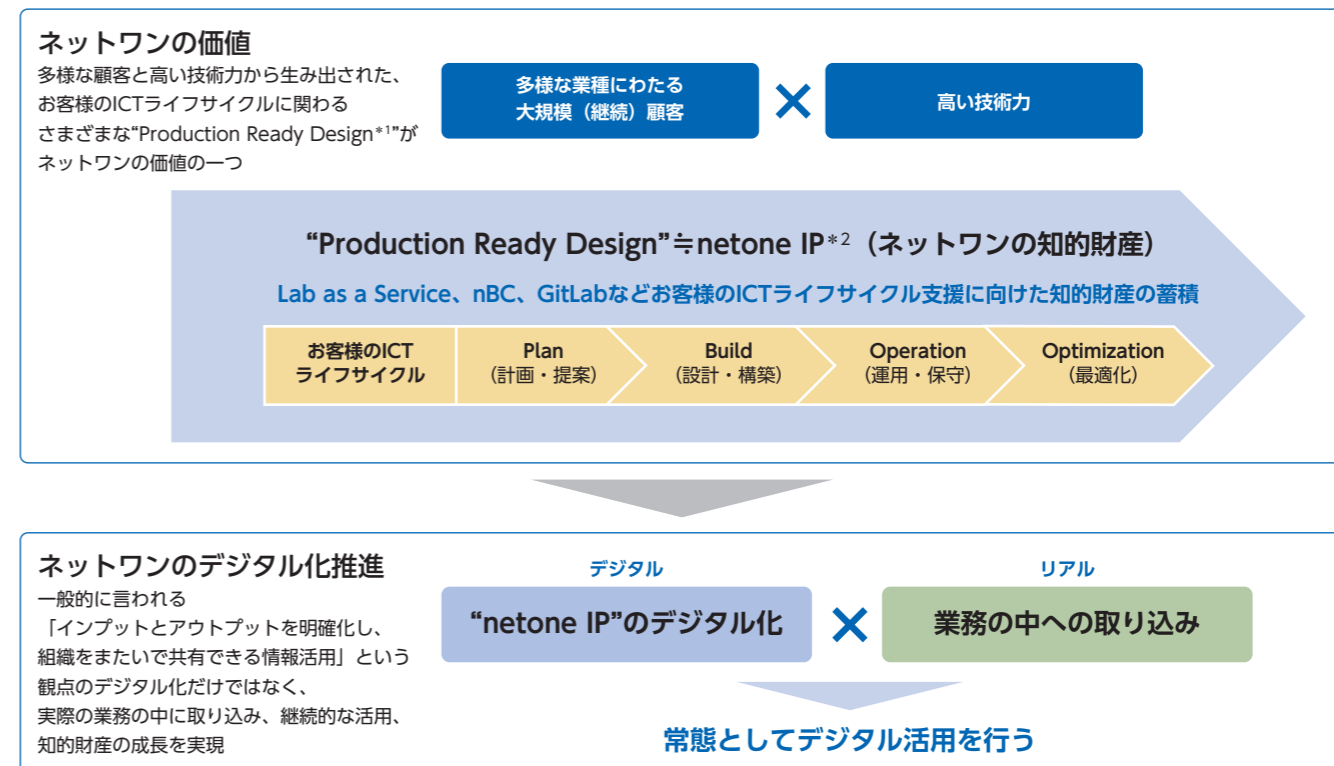 ネットワンの価値
多様な顧客と高い技術力から生み出された、
お客様のICTライフサイクルに関わる
さまざまな“Production Ready Design*1”が
ネットワンの価値の一つ
多様な業種にわたる
大規模（継続）顧客
×
高い技術力
“Production Ready Design”≒netone IP*2（ネットワンの知的財産）
Lab as a Service、nBC、GitLabなどお客様のICTライフサイクル支援に向けた知的財産の蓄積
お客様のICT
ライフサイクル
Plan
（計画・提案）
Build
（設計・構築）
Operation
（運用・保守）
Optimization
（最適化）
ネットワンのデジタル化推進
一般的に言われる
「インプットとアウトプットを明確化し、
組織をまたいで共有できる情報活用」という
観点のデジタル化だけではなく、
実際の業務の中に取り込み、継続的な活用、
知的財産の成長を実現
デジタル
“netone IP”のデジタル化
×
リアル
業務の中への取り込み
常態としてデジタル活用を行う